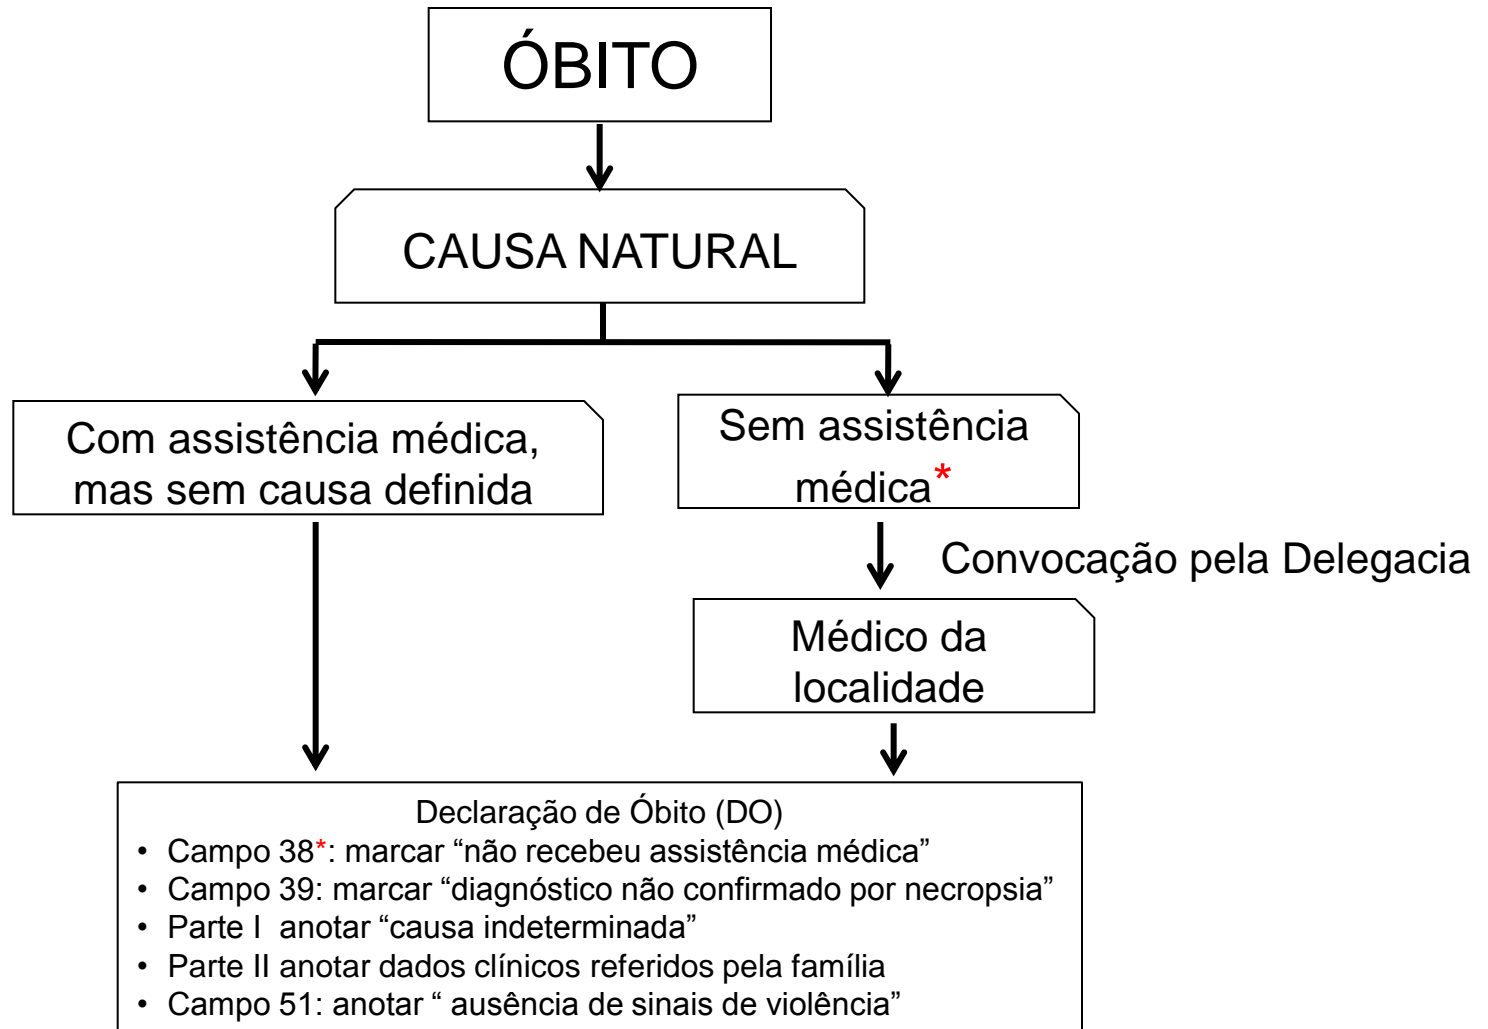 ÓBITO
CAUSA NATURAL
Com assistência médica,
mas sem causa definida
Sem assistência
médica*
Convocação pela Delegacia
Médico da
localidade
Declaração de Óbito (DO)
• Campo 38*: marcar “não recebeu assistência médica”
• Campo 39: marcar “diagnóstico não confirmado por necropsia”
• Parte I anotar “causa indeterminada”
• Parte II anotar dados clínicos referidos pela família
• Campo 51: anotar “ ausência de sinais de violência”